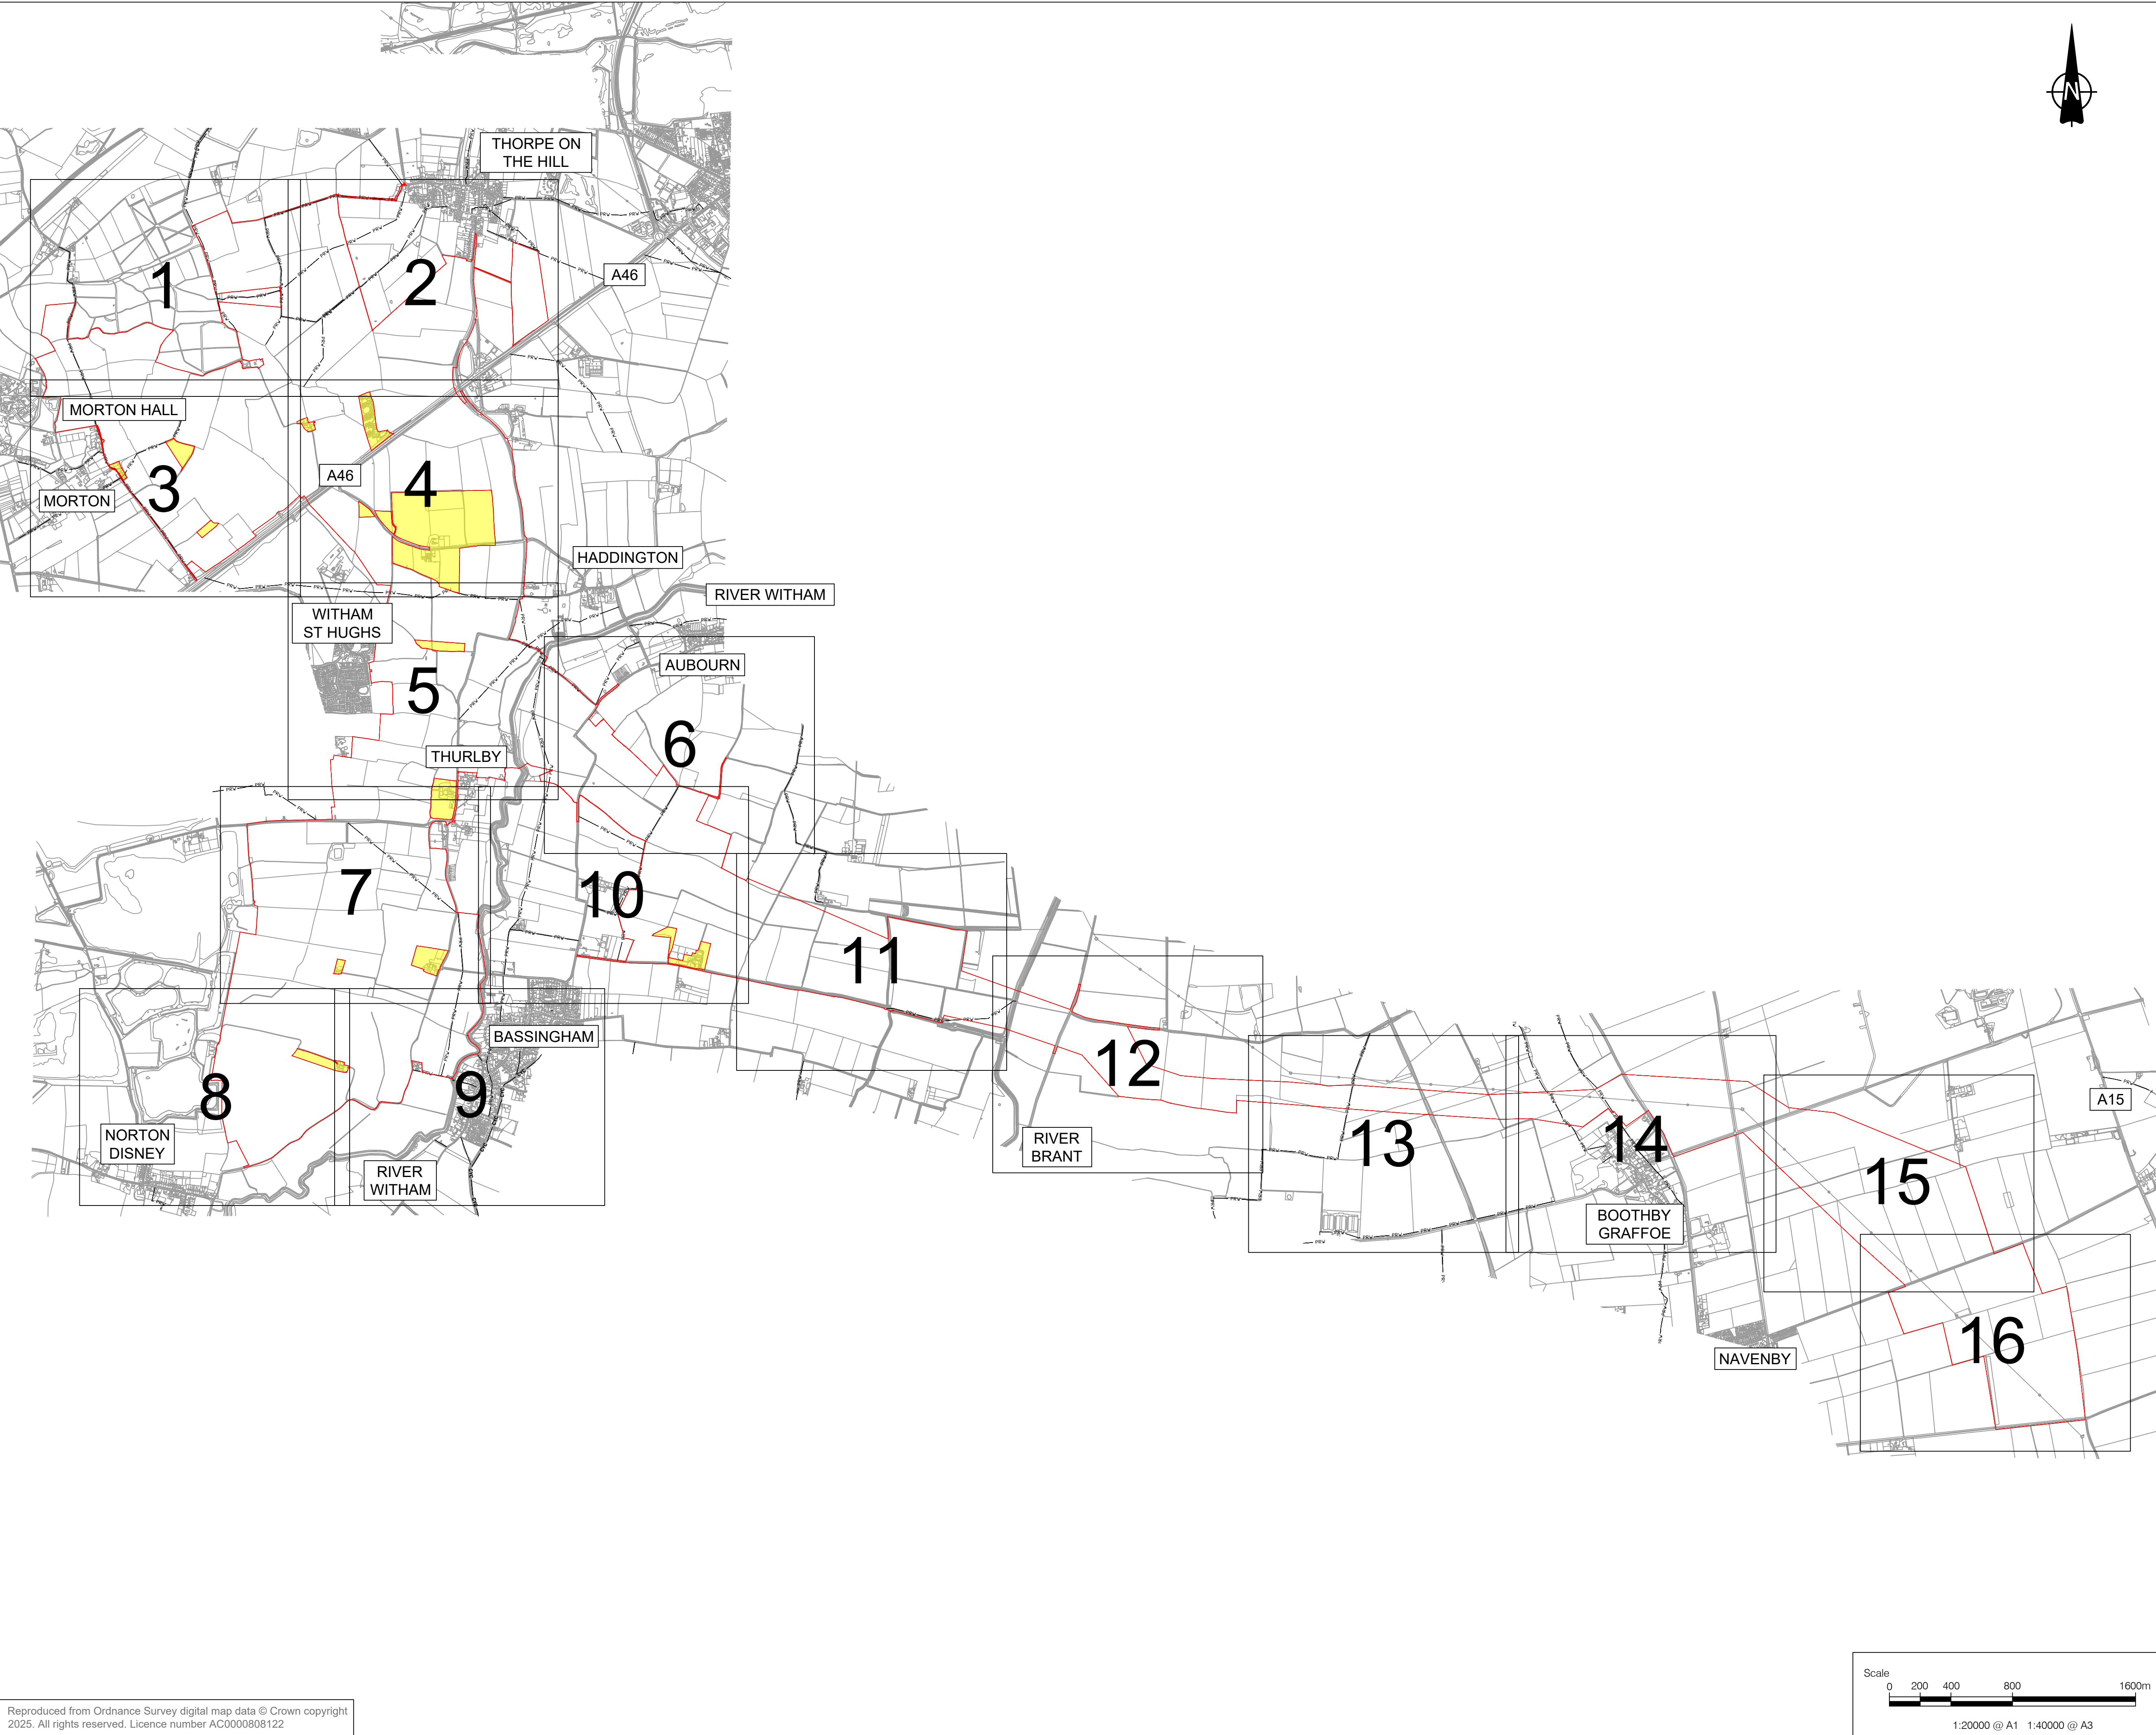 N
THORPE ON
THE HILL
1
2
A46
MORTON HALL
A46
3
4
MORTON
HADDINGTON
RIVER WITHAM
WITHAM
ST HUGHS
AUBOURN
5
6
THURLBY
7
10
11
BASSINGHAM
12
8
9
A15
NORTON
DISNEY
RIVER
BRANT
13
14
RIVER
WITHAM
15
BOOTHBY
GRAFFOE
16
NAVENBY
Scale
0 200 400 800 1600m
1:20000 @ A1 1:40000 @ A3
Reproduced from Ordnance Survey digital map data © Crown copyright
2025. All rights reserved. Licence number AC0000808122